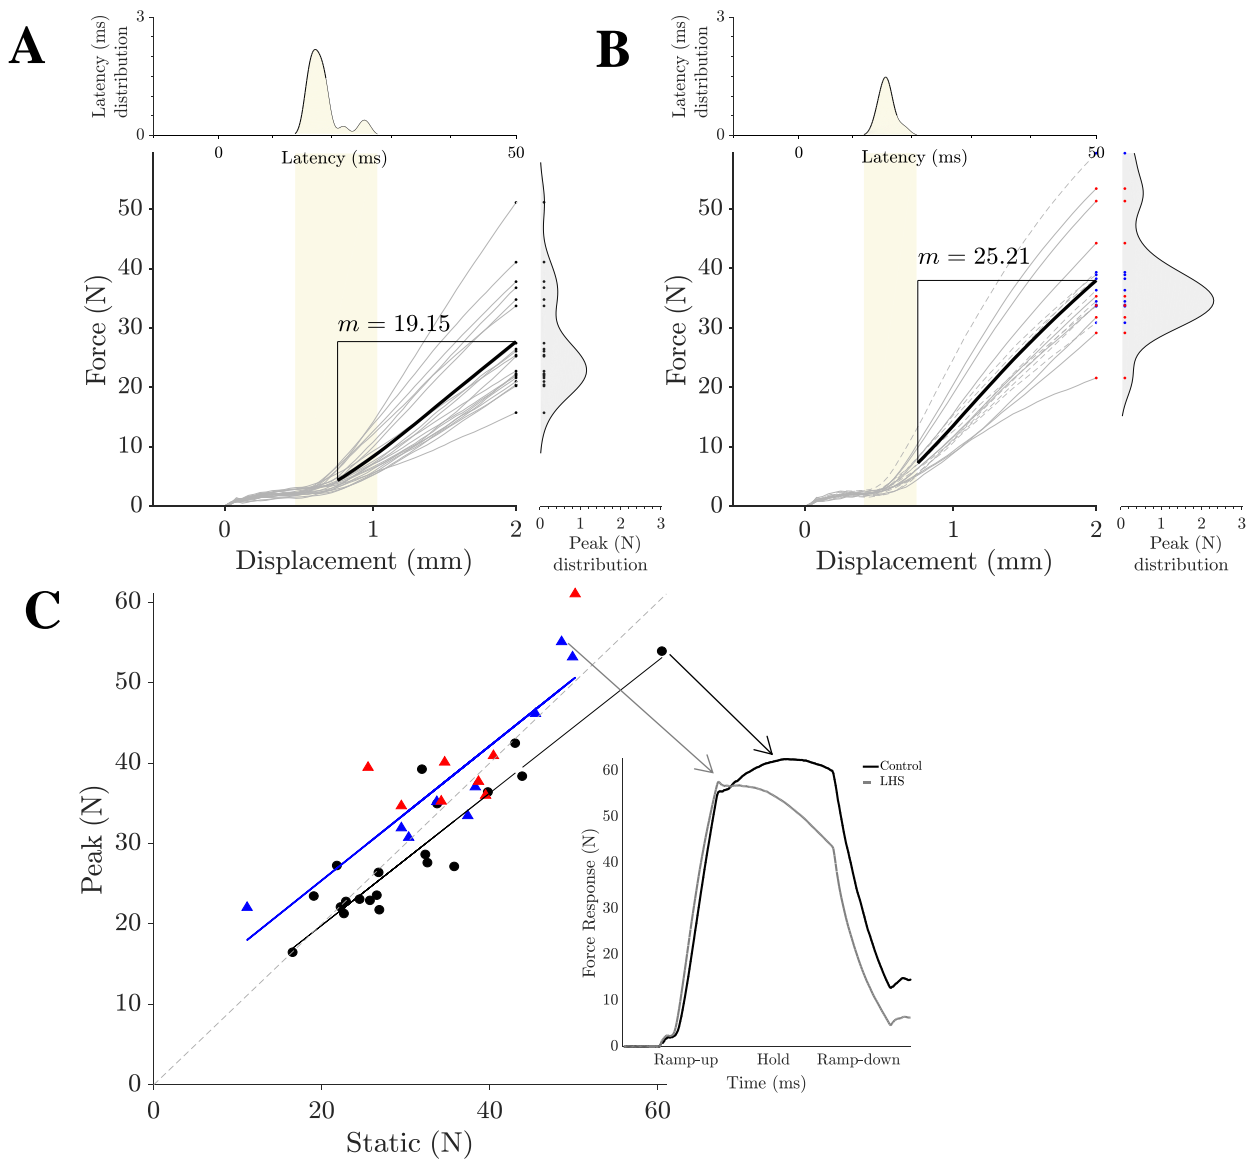 A
Latency (ms)
distribution
3
0
0
50
Latency (ms)
Force (N)
50
40
30
20
10
0
m = 19.15
0
1
2
Displacement (mm)
0
1
2
3
Peak (N)
distribution
B
Latency (ms)
distribution
3
0
0
50
Latency (ms)
Force (N)
50
40
30
20
10
0
m = 25.21
0
1
2
Displacement (mm)
0
1
2
3
Peak (N)
distribution
C
Peak (N)
60
50
40
30
20
10
0
0
20
40
60
Static (N)
Force Response (N)
60
50
40
30
20
10
0
Control
LHS
Ramp-up
Hold
Ramp-down
Time (ms)